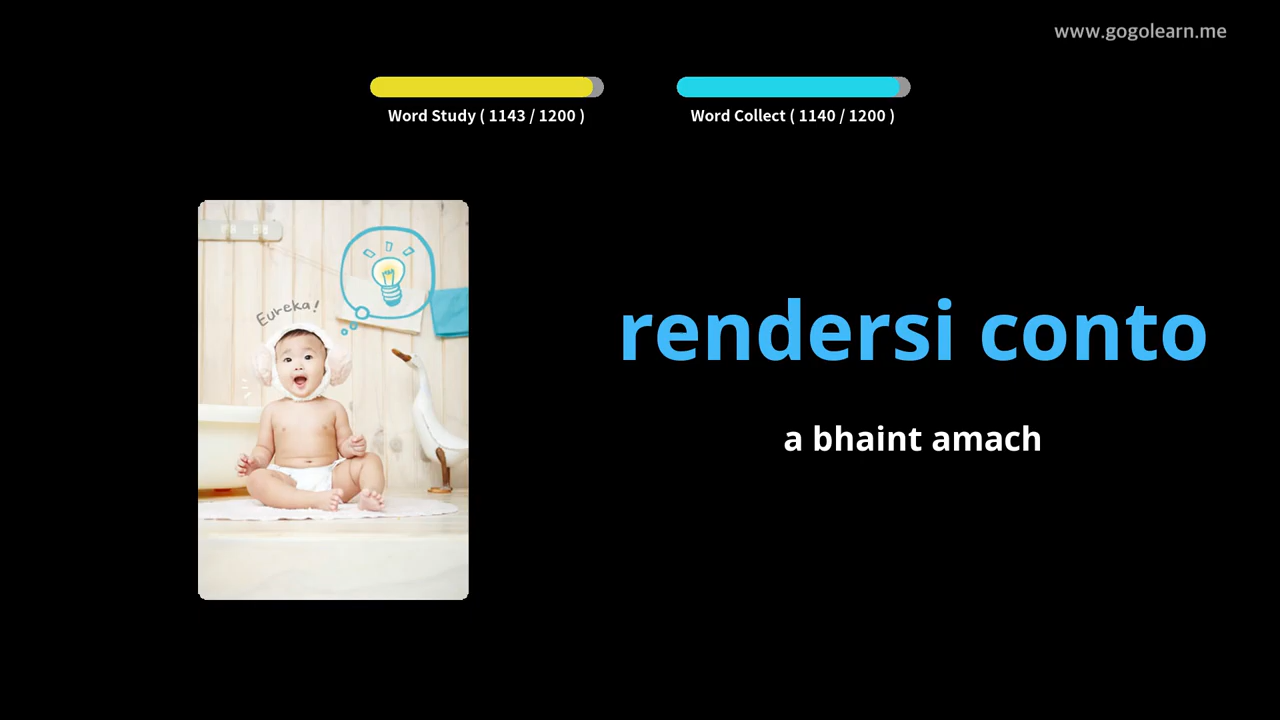 www.gogolearn.me
Word Study ( 1143 / 1200 )
Word Collect ( 1140 / 1200 )
Eureka!
rendersi conto
a bhaint amach